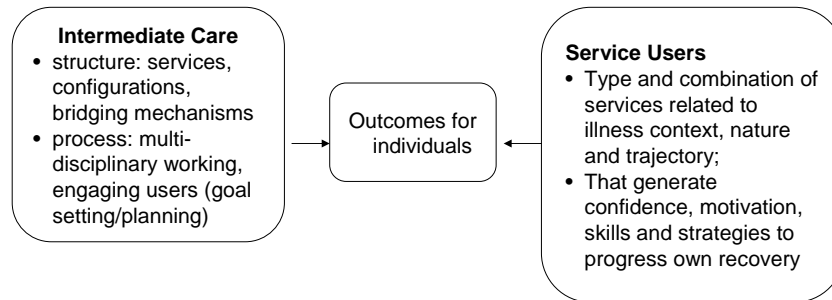 Intermediate Care
• structure: services,
configurations,
bridging mechanisms
• process: multi-
disciplinary working,
engaging users (goal
setting/planning)
Outcomes for
individuals
Service Users
• Type and combination of
services related to
illness context, nature
and trajectory;
• That generate
confidence, motivation,
skills and strategies to
progress own recovery